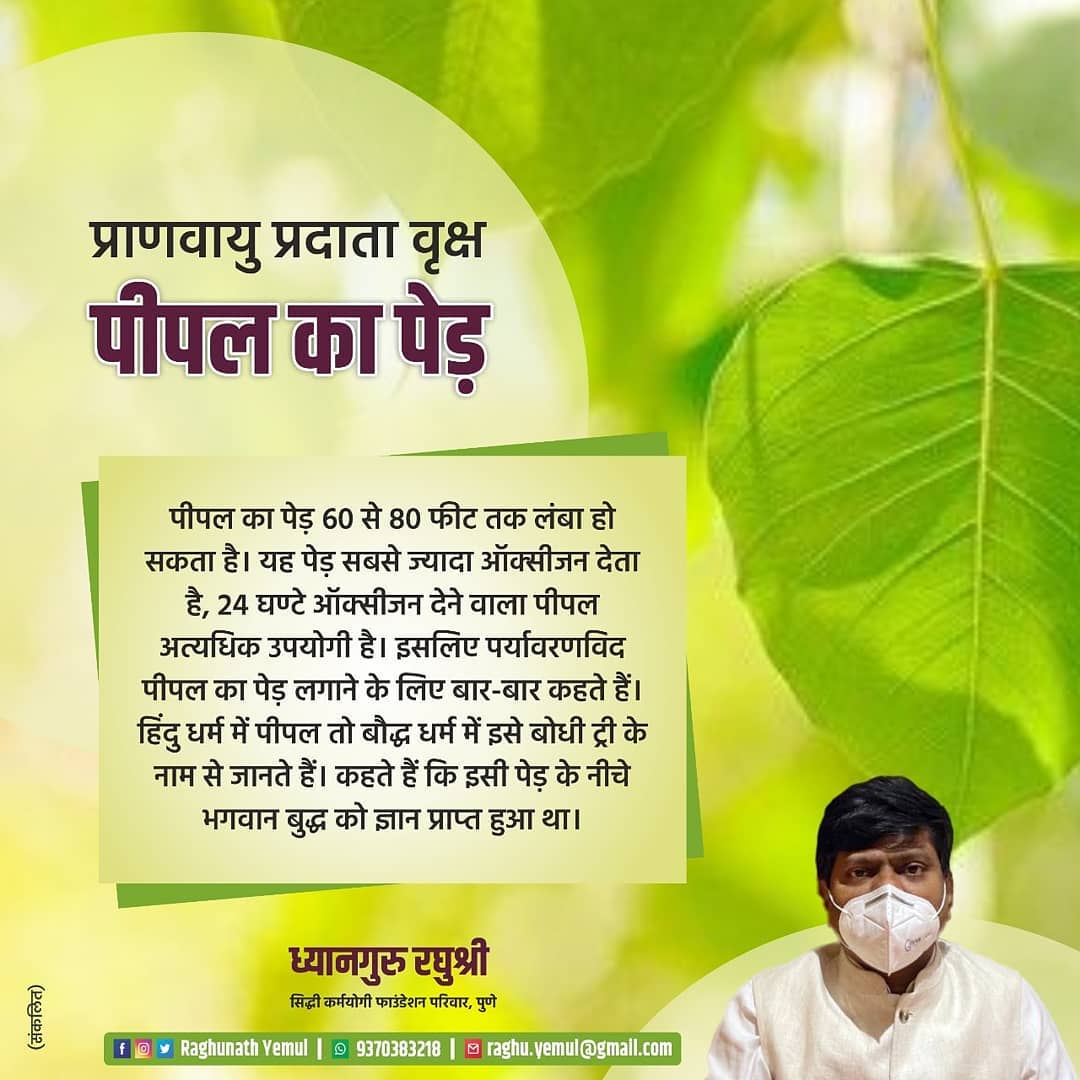 प्राणवायु प्रदाता वृक्ष
पीपल का पेड़
पीपल का पेड़ 60 से 80 फीट तक लंबा हो
सकता है। यह पेड़ सबसे ज्यादा ऑक्सीजन देता
है, 24 घण्टे ऑक्सीजन देने वाला पीपल
अत्यधिक उपयोगी है। इसलिए पर्यावरणविद
पीपल का पेड़ लगाने के लिए बार-बार कहते हैं।
हिंदु धर्म में पीपल तो बौद्ध धर्म में इसे बोधी ट्री के
नाम से जानते हैं। कहते हैं कि इसी पेड़ के नीचे
भगवान बुद्ध को ज्ञान प्राप्त हुआ था।
ध्यानगुरु रघुश्री
सिद्धी कर्मयोगी फाउंडेशन परिवार, पुणे
(संकलित)
Raghunath Yemul | 9370383218 | raghu.yemul@gmail.com